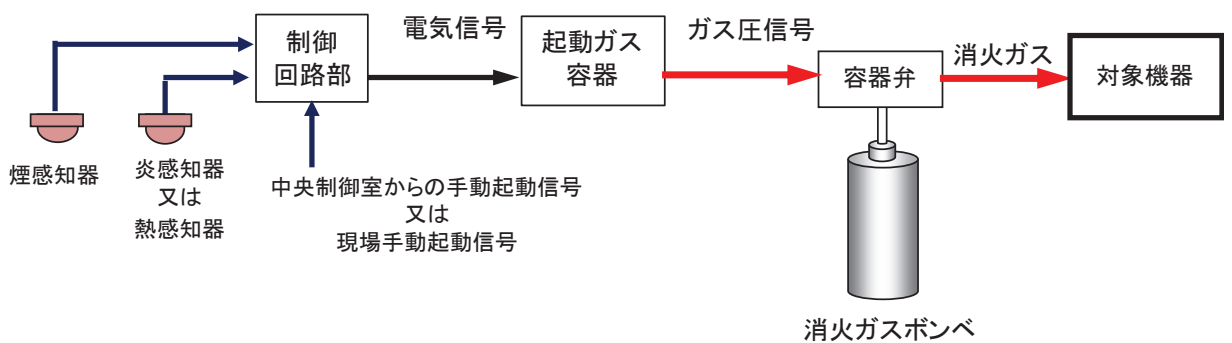 電気信号
ガス圧信号
消火ガス
制御
回路部
起動ガス
容器
容器弁
対象機器
煙感知器
炎感知器
又は
熱感知器
中央制御室からの手動起動信号
又は
現場手動起動信号
消火ガスボンベ